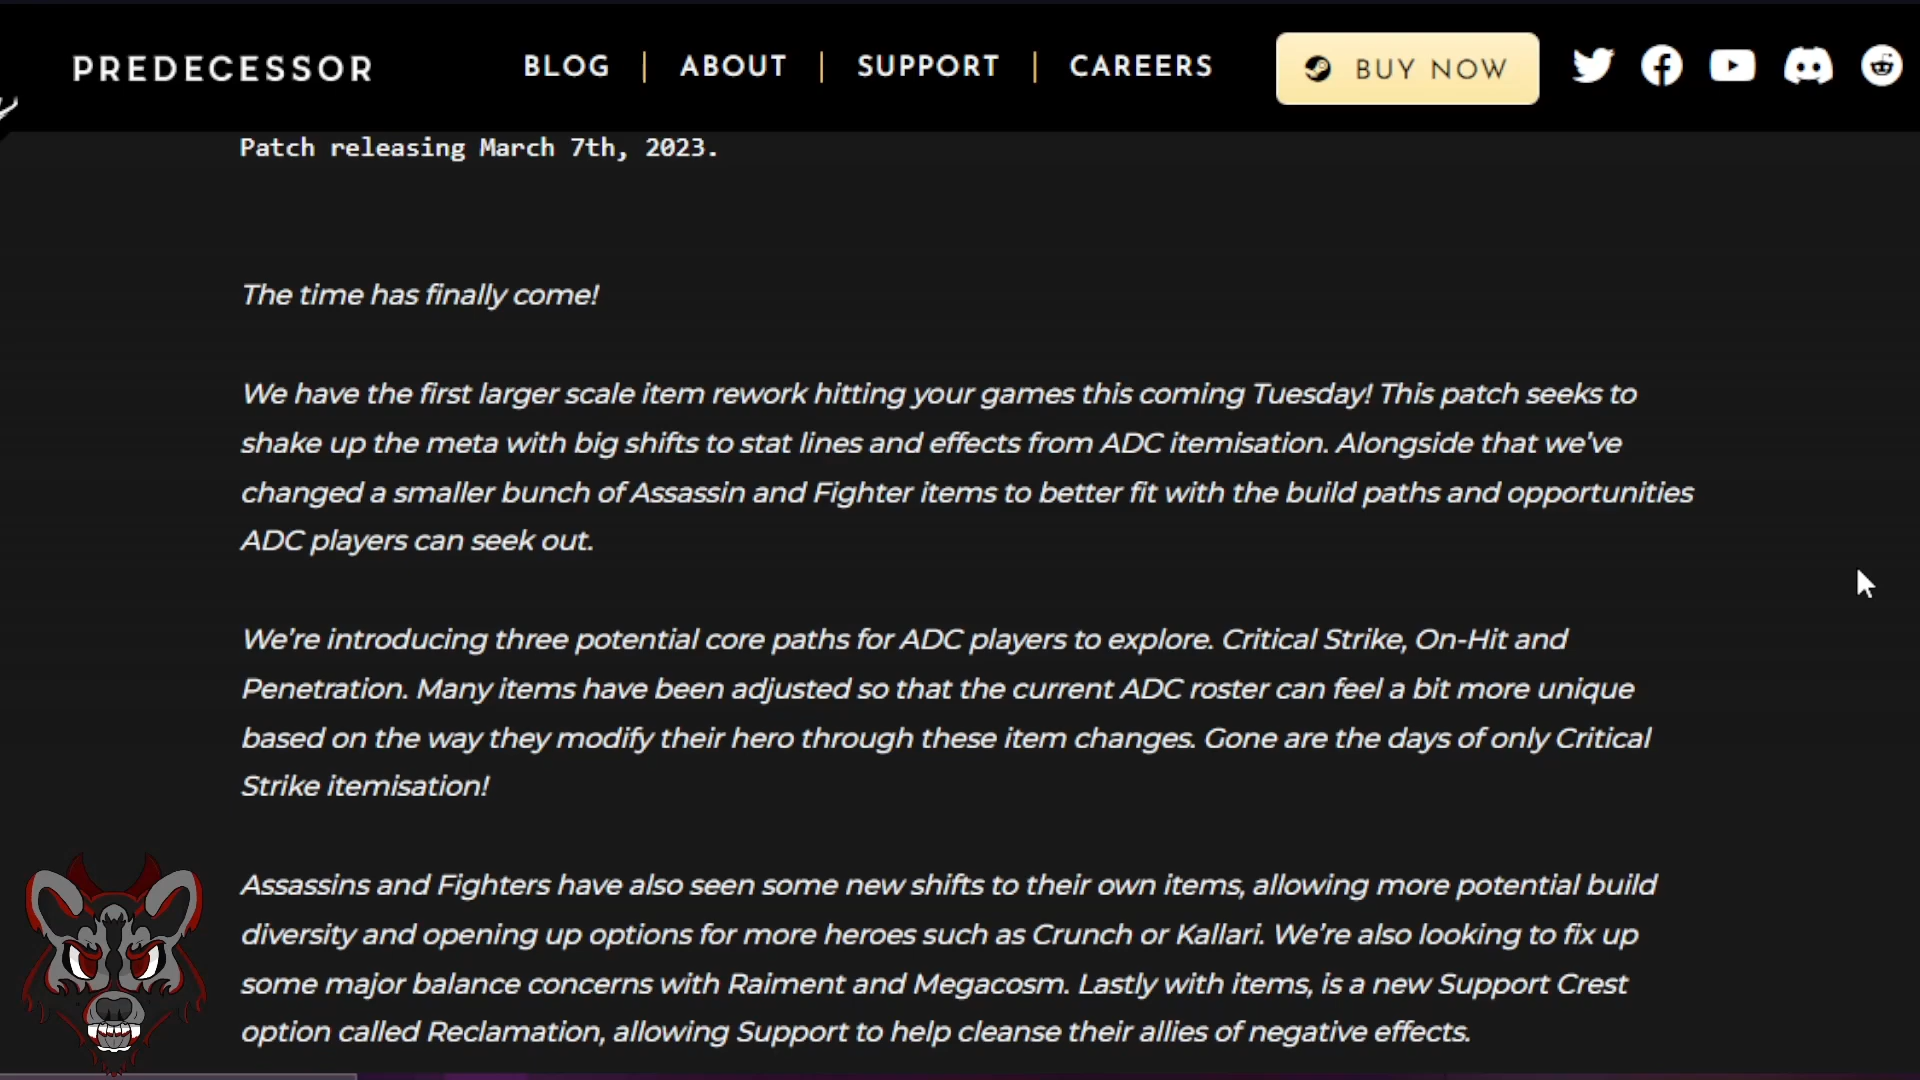 PREDECESSOR
BLOG | ABOUT | SUPPORT | CAREERS
BUY NOW
Patch releasing March 7th, 2023.
The time has finally come!
We have the first larger scale item rework hitting your games this coming Tuesday! This patch seeks to
shake up the meta with big shifts to stat lines and effects from ADC itemisation. Alongside that we’ve
changed a smaller bunch of Assassin and Fighter items to better fit with the build paths and opportunities
ADC players can seek out.
We’re introducing three potential core paths for ADC players to explore. Critical Strike, On-Hit and
Penetration. Many items have been adjusted so that the current ADC roster can feel a bit more unique
based on the way they modify their hero through these item changes. Gone are the days of only Critical
Strike itemisation!
Assassins and Fighters have also seen some new shifts to their own items, allowing more potential build
diversity and opening up options for more heroes such as Crunch or Kallari. We’re also looking to fix up
some major balance concerns with Raiment and Megacosm. Lastly with items, is a new Support Crest
option called Reclamation, allowing Support to help cleanse their allies of negative effects.